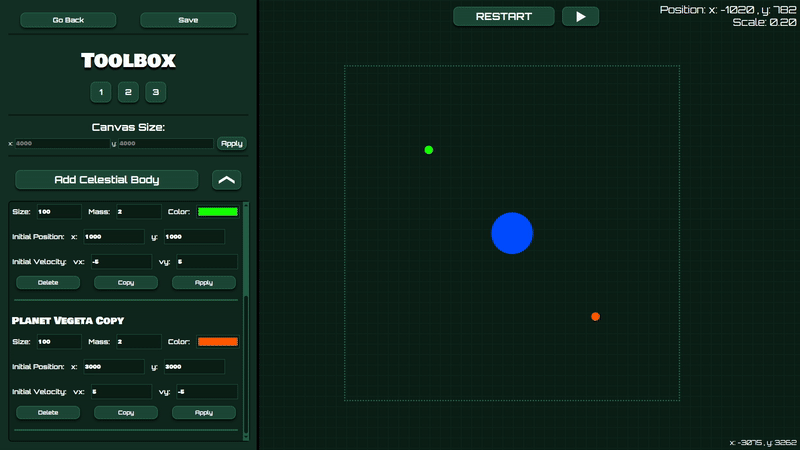 Go Back Save
RESTART
Position: x: -1020 , y: 782
Scale: 0.20
Toolbox
1 2 3
Canvas Size:
x: 4000 y: 4000 Apply
Add Celestial Body
Size: 100 Mass: 2 Color:
Initial Position: x: 1000 y: 1000
Initial Velocity: vx: -5 vy: 5
Delete Copy Apply
Planet Vegeta Copy
Size: 100 Mass: 2 Color:
Initial Position: x: 3000 y: 3000
Initial Velocity: vx: 5 vy: -5
Delete Copy Apply
x: -3075, y: 3262